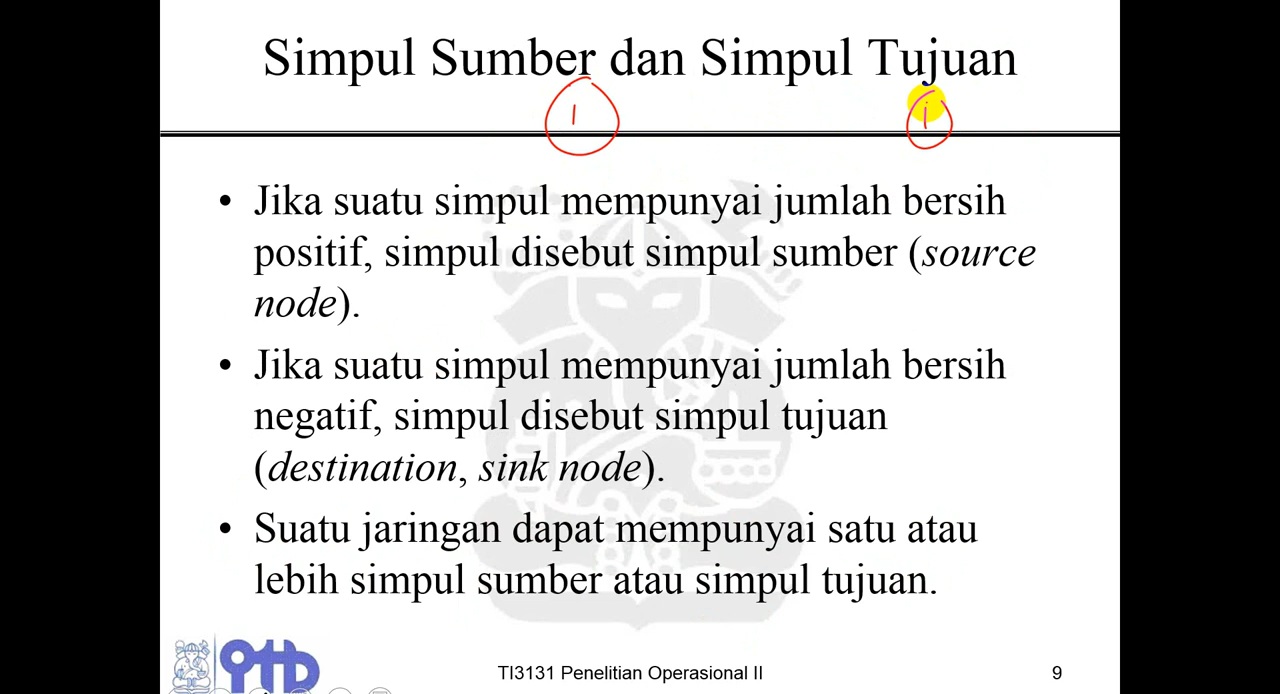 Simpul Sumber dan Simpul Tujuan
1
i
• Jika suatu simpul mempunyai jumlah bersih
positif, simpul disebut simpul sumber (source
node).
• Jika suatu simpul mempunyai jumlah bersih
negatif, simpul disebut simpul tujuan
(destination, sink node).
• Suatu jaringan dapat mempunyai satu atau
lebih simpul sumber atau simpul tujuan.
TI3131 Penelitian Operasional II
9